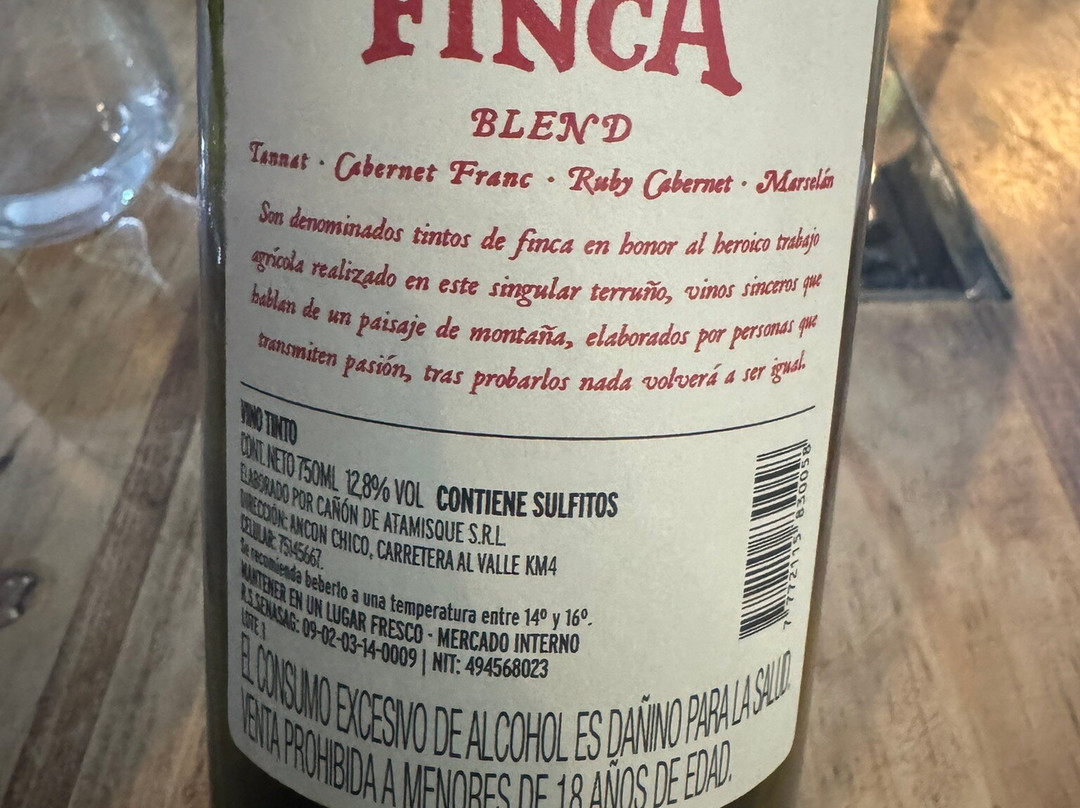 FINCA
BLEND
Tannat · Cabernet Franc · Ruby Cabernet · Marselán
Son denominados tintos de finca en honor al heroico trabajo
agrícola realizado en este singular terruño, vinos sinceros que
hablan de un paisaje de montaña, elaborados por personas que
transmiten pasión, tras probarlos nada volverá a ser igual.
VINO TINTO
CONT. NETO 750ML 12,8% VOL CONTIENE SULFITOS
ELABORADO POR CAÑÓN DE ATAMISQUE S.R.L.
DIRECCIÓN: ANCON CHICO, CARRETERA AL VALLE KM4
CELULAR: 75145667.
Se recomienda beberlo a una temperatura entre 14º y 16º.
MANTENER EN UN LUGAR FRESCO - MERCADO INTERNO
R.S.SENASAG: 09-02-03-14-0009 | NIT: 494568023
LOTE 1
EL CONSUMO EXCESIVO DE ALCOHOL ES DAÑINO PARA LA SALUD.
VENTA PROHIBIDA A MENORES DE 18 AÑOS DE EDAD.
7 772115 830058